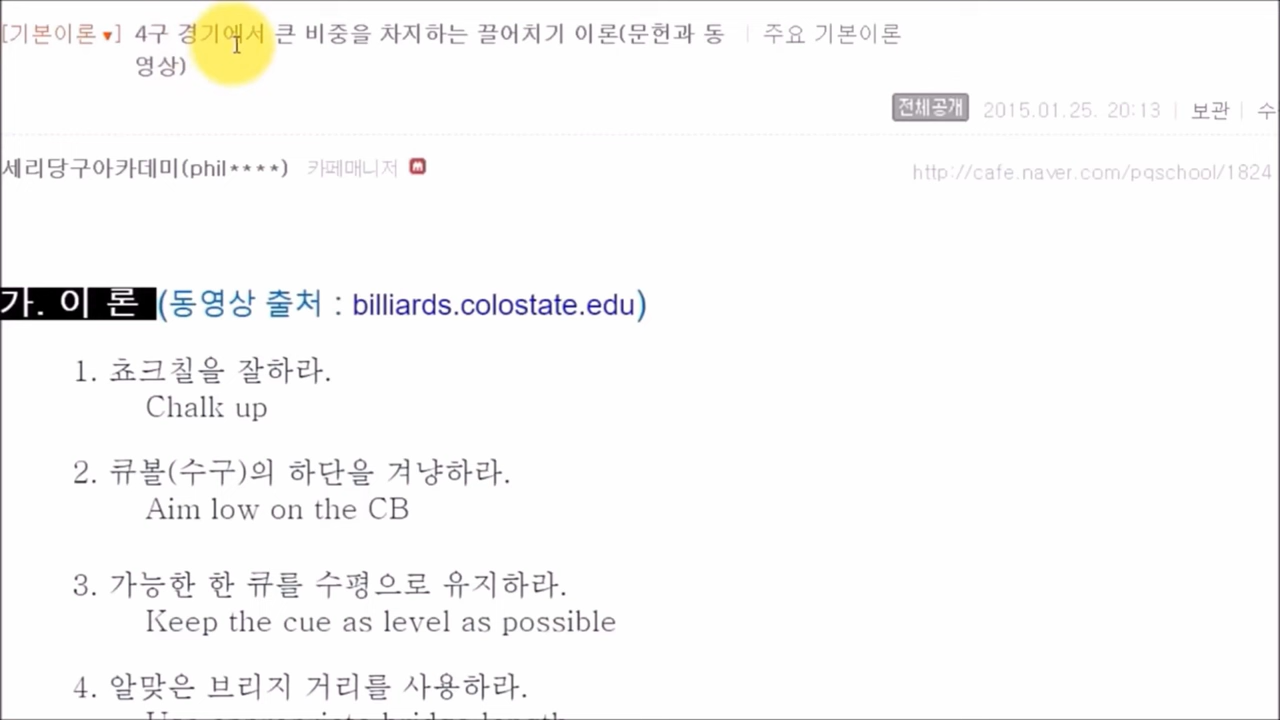 [기본이론▼] 4구 경기에서 큰 비중을 차지하는 끌어치기 이론(문헌과 동 | 주요 기본이론
영상)
전체공개 2015.01.25. 20:13 | 보관 | 수
세리당구아카데미(phil****) 카페매니저
http://cafe.naver.com/pqschool/1824
가. 이 론 (동영상 출처 : billiards.colostate.edu)
1. 쵸크칠을 잘하라.
Chalk up
2. 큐볼(수구)의 하단을 겨냥하라.
Aim low on the CB
3. 가능한 한 큐를 수평으로 유지하라.
Keep the cue as level as possible
4. 알맞은 브리지 거리를 사용하라.
Use appropriate bridge length